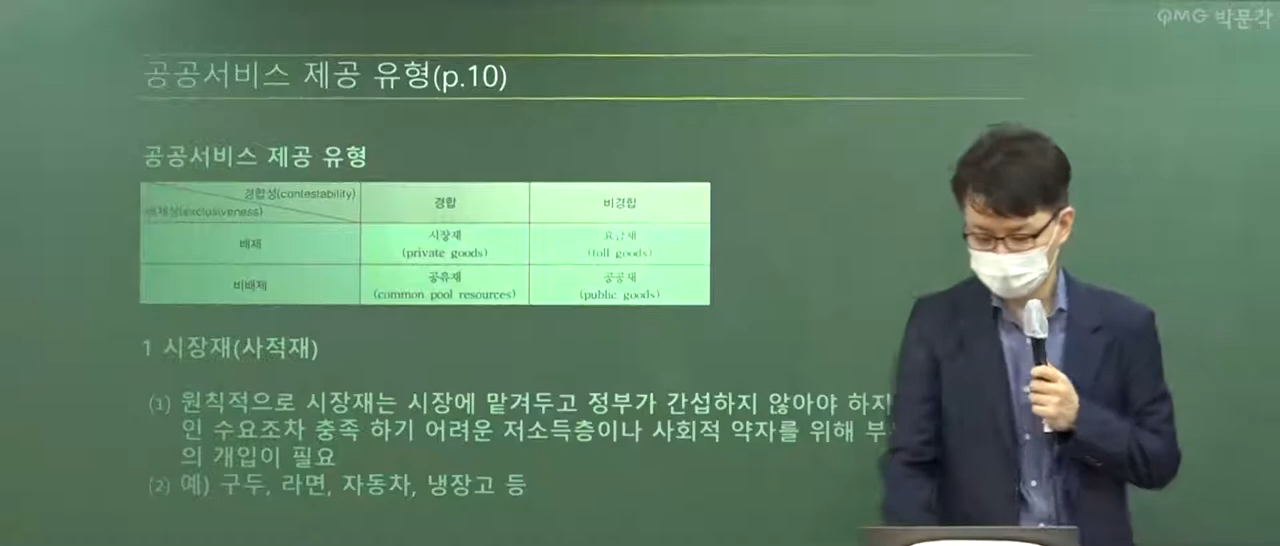 PMG 박문각
공공서비스 제공 유형(p.10)
공공서비스 제공 유형
경합성(contestability)
배제성(exclusiveness)
경합
비경합
배제
시장재
(private goods)
요금재
(toll goods)
비배제
공유재
(common pool resources)
공공재
(public goods)
1 시장재(사적재)
(1) 원칙적으로 시장재는 시장에 맡겨두고 정부가 간섭하지 않아야 하지
인 수요조차 충족 하기 어려운 저소득층이나 사회적 약자를 위해
의 개입이 필요
(2) 예) 구두, 라면, 자동차, 냉장고 등